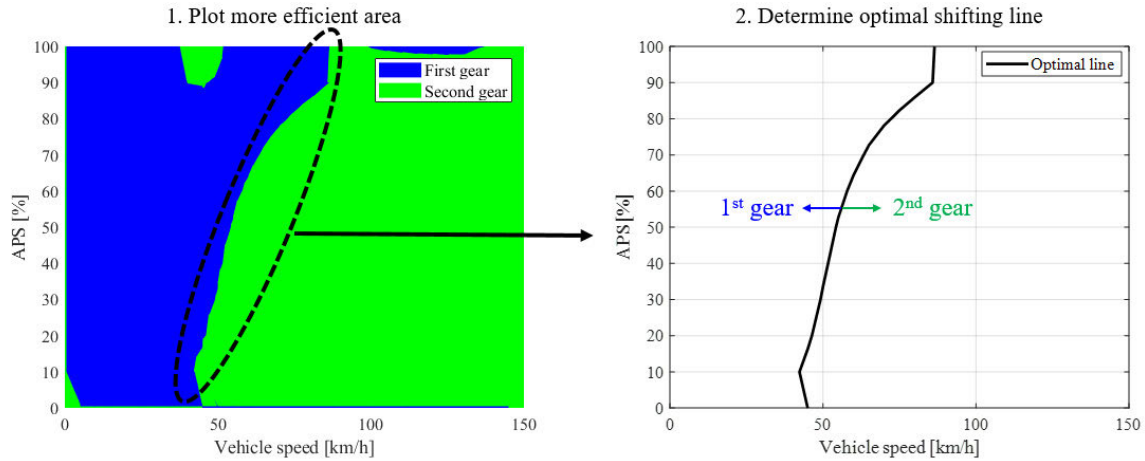 1. Plot more efficient area
100
90
80
70
60
50
40
30
20
10
0
APS [%]
0
50
100
150
Vehicle speed [km/h]
First gear
Second gear
2. Determine optimal shifting line
100
90
80
70
60
50
40
30
20
10
0
APS [%]
0
50
100
150
Vehicle speed [km/h]
Optimal line
1st gear
2nd gear